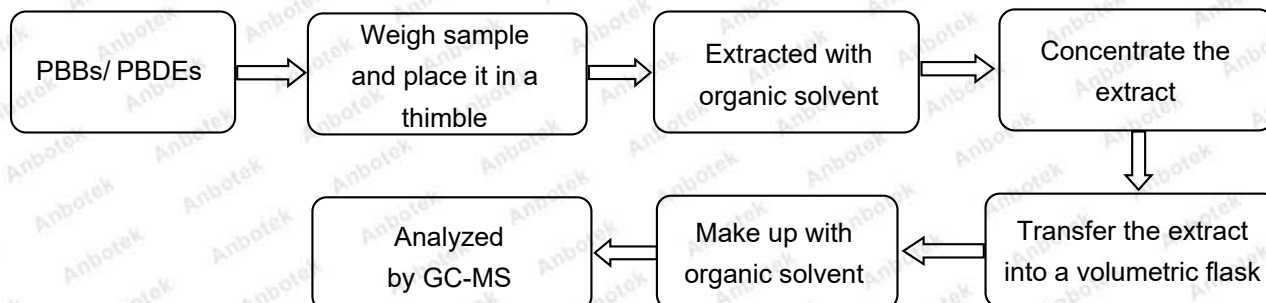 PBBs/ PBDEs
Weigh sample
and place it in a
thimble
Extracted with
organic solvent
Concentrate the
extract
Transfer the extract
into a volumetric flask
Make up with
organic solvent
Analyzed
by GC-MS
Anbotek